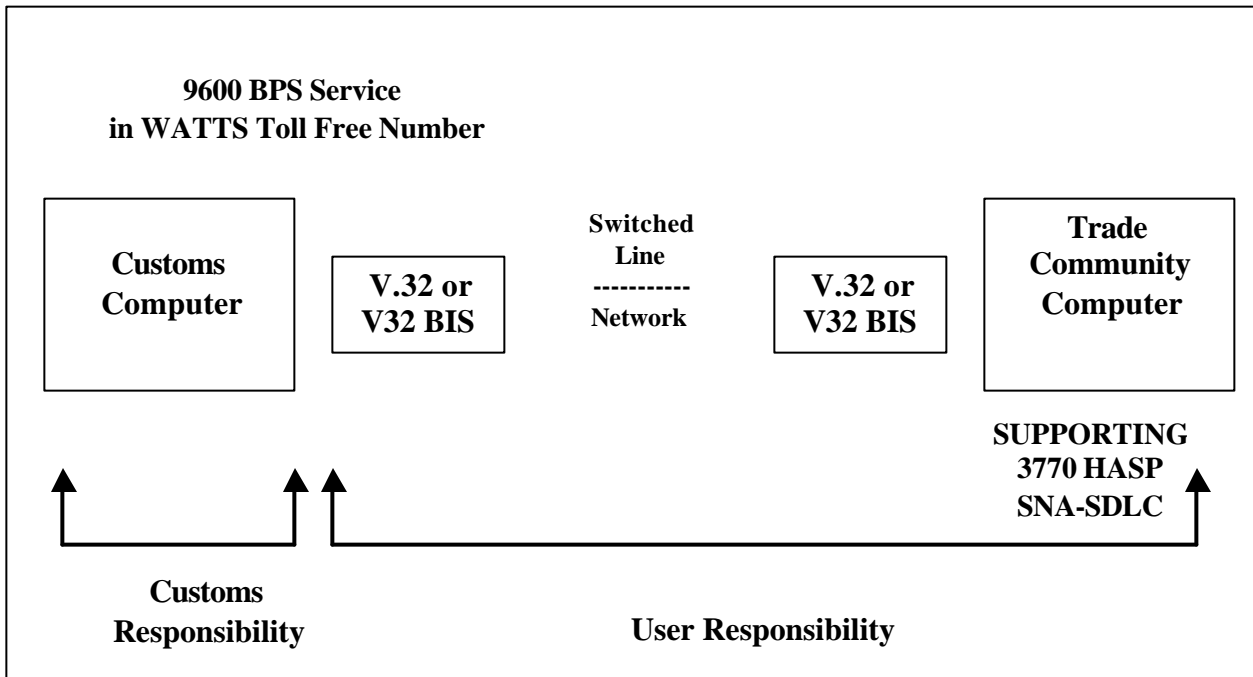 9600 BPS Service
in WATTS Toll Free Number
Customs
Computer
V.32 or
V32 BIS
Switched
Line
-----------
Network
V.32 or
V32 BIS
Trade
Community
Computer
SUPPORTING
3770 HASP
SNA-SDLC
Customs
Responsibility
User Responsibility